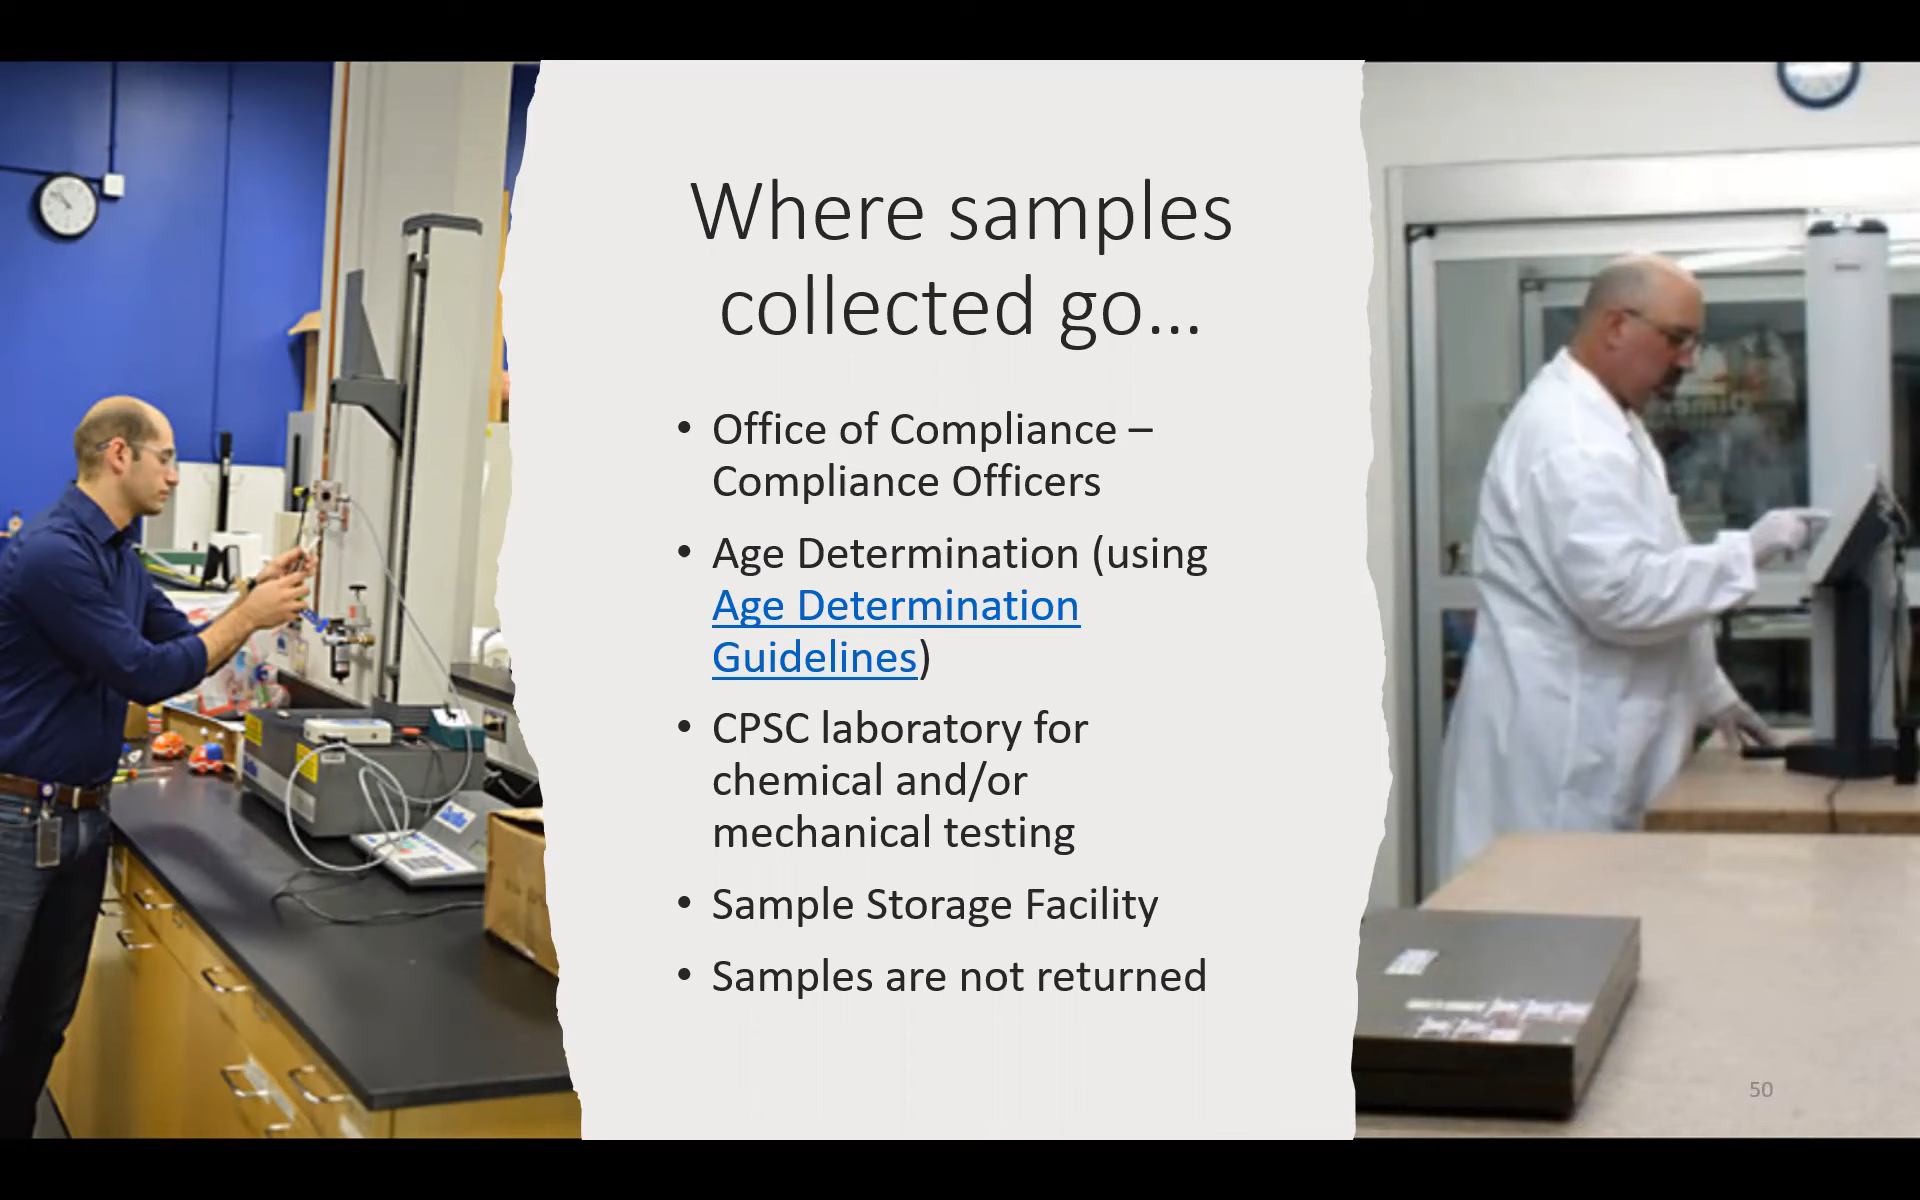 Where samples
collected go...
• Office of Compliance –
Compliance Officers
• Age Determination (using
Age Determination
Guidelines)
• CPSC laboratory for
chemical and/or
mechanical testing
• Sample Storage Facility
• Samples are not returned
50